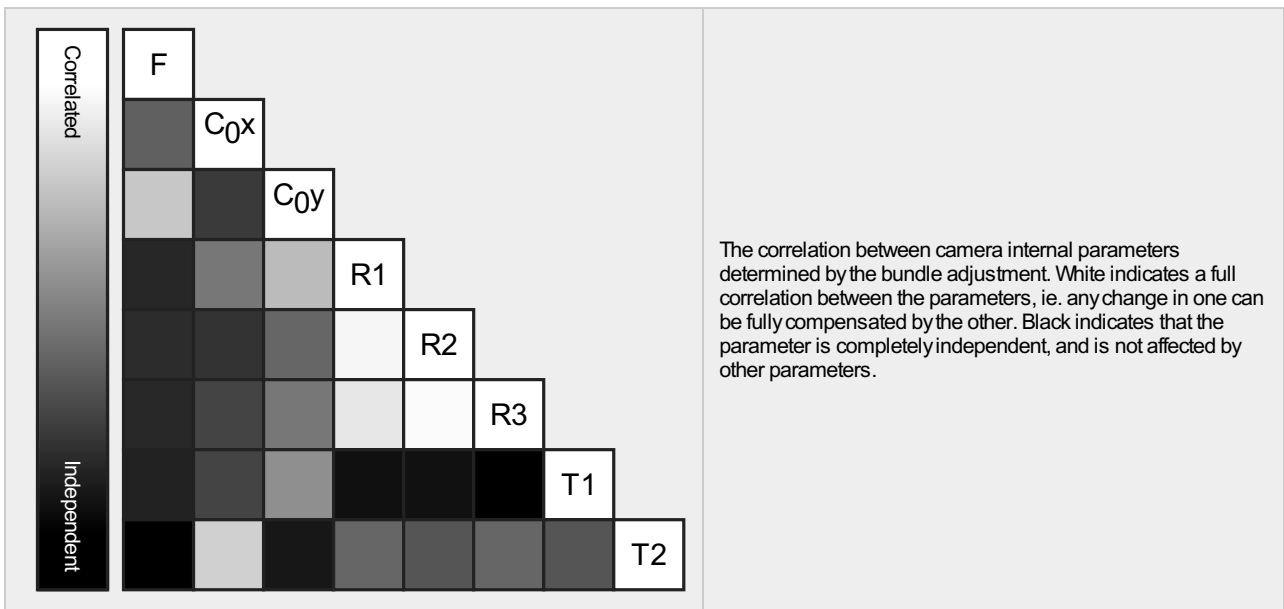 Correlated
Independent
F
C0x
C0y
R1
R2
R3
T1
T2
The correlation between camera internal parameters
determined by the bundle adjustment. White indicates a full
correlation between the parameters, ie. any change in one can
be fully compensated by the other. Black indicates that the
parameter is completely independent, and is not affected by
other parameters.